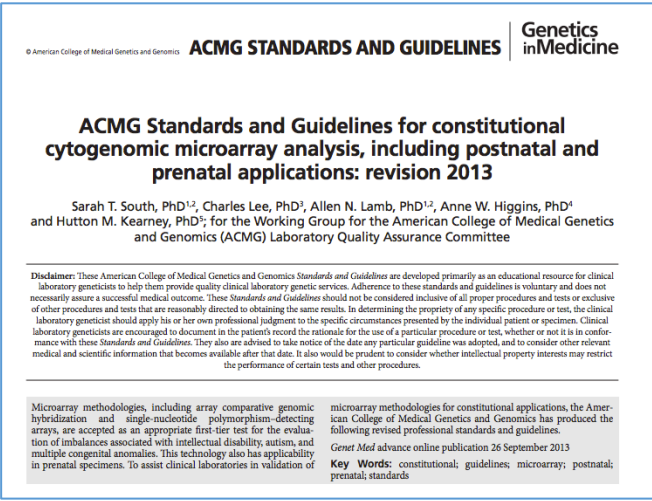 © American College of Medical Genetics and Genomics
ACMG STANDARDS AND GUIDELINES
Genetics
inMedicine
ACMG Standards and Guidelines for constitutional
cytogenomic microarray analysis, including postnatal and
prenatal applications: revision 2013
Sarah T. South, PhD1,2, Charles Lee, PhD3, Allen N. Lamb, PhD1,2, Anne W. Higgins, PhD4
and Hutton M. Kearney, PhD5; for the Working Group for the American College of Medical Genetics
and Genomics (ACMG) Laboratory Quality Assurance Committee
Disclaimer: These American College of Medical Genetics and Genomics Standards and Guidelines are developed primarily as an educational resource for clinical
laboratory geneticists to help them provide quality clinical laboratory genetic services. Adherence to these standards and guidelines is voluntary and does not
necessarily assure a successful medical outcome. These Standards and Guidelines should not be considered inclusive of all proper procedures and tests or exclusive
of other procedures and tests that are reasonably directed to obtaining the same results. In determining the propriety of any specific procedure or test, the clinical
laboratory geneticist should apply his or her own professional judgment to the specific circumstances presented by the individual patient or specimen. Clinical
laboratory geneticists are encouraged to document in the patient's record the rationale for the use of a particular procedure or test, whether or not it is in confor-
mance with these Standards and Guidelines. They also are advised to take notice of the date any particular guideline was adopted, and to consider other relevant
medical and scientific information that becomes available after that date. It also would be prudent to consider whether intellectual property interests may restrict
the performance of certain tests and other procedures.
Microarray methodologies, including array comparative genomic
hybridization and single-nucleotide polymorphism–detecting
arrays, are accepted as an appropriate first-tier test for the evalua-
tion of imbalances associated with intellectual disability, autism, and
multiple congenital anomalies. This technology also has applicability
in prenatal specimens. To assist clinical laboratories in validation of
microarray methodologies for constitutional applications, the Amer-
ican College of Medical Genetics and Genomics has produced the
following revised professional standards and guidelines.
Genet Med advance online publication 26 September 2013
Key Words: constitutional; guidelines; microarray; postnatal;
prenatal; standards